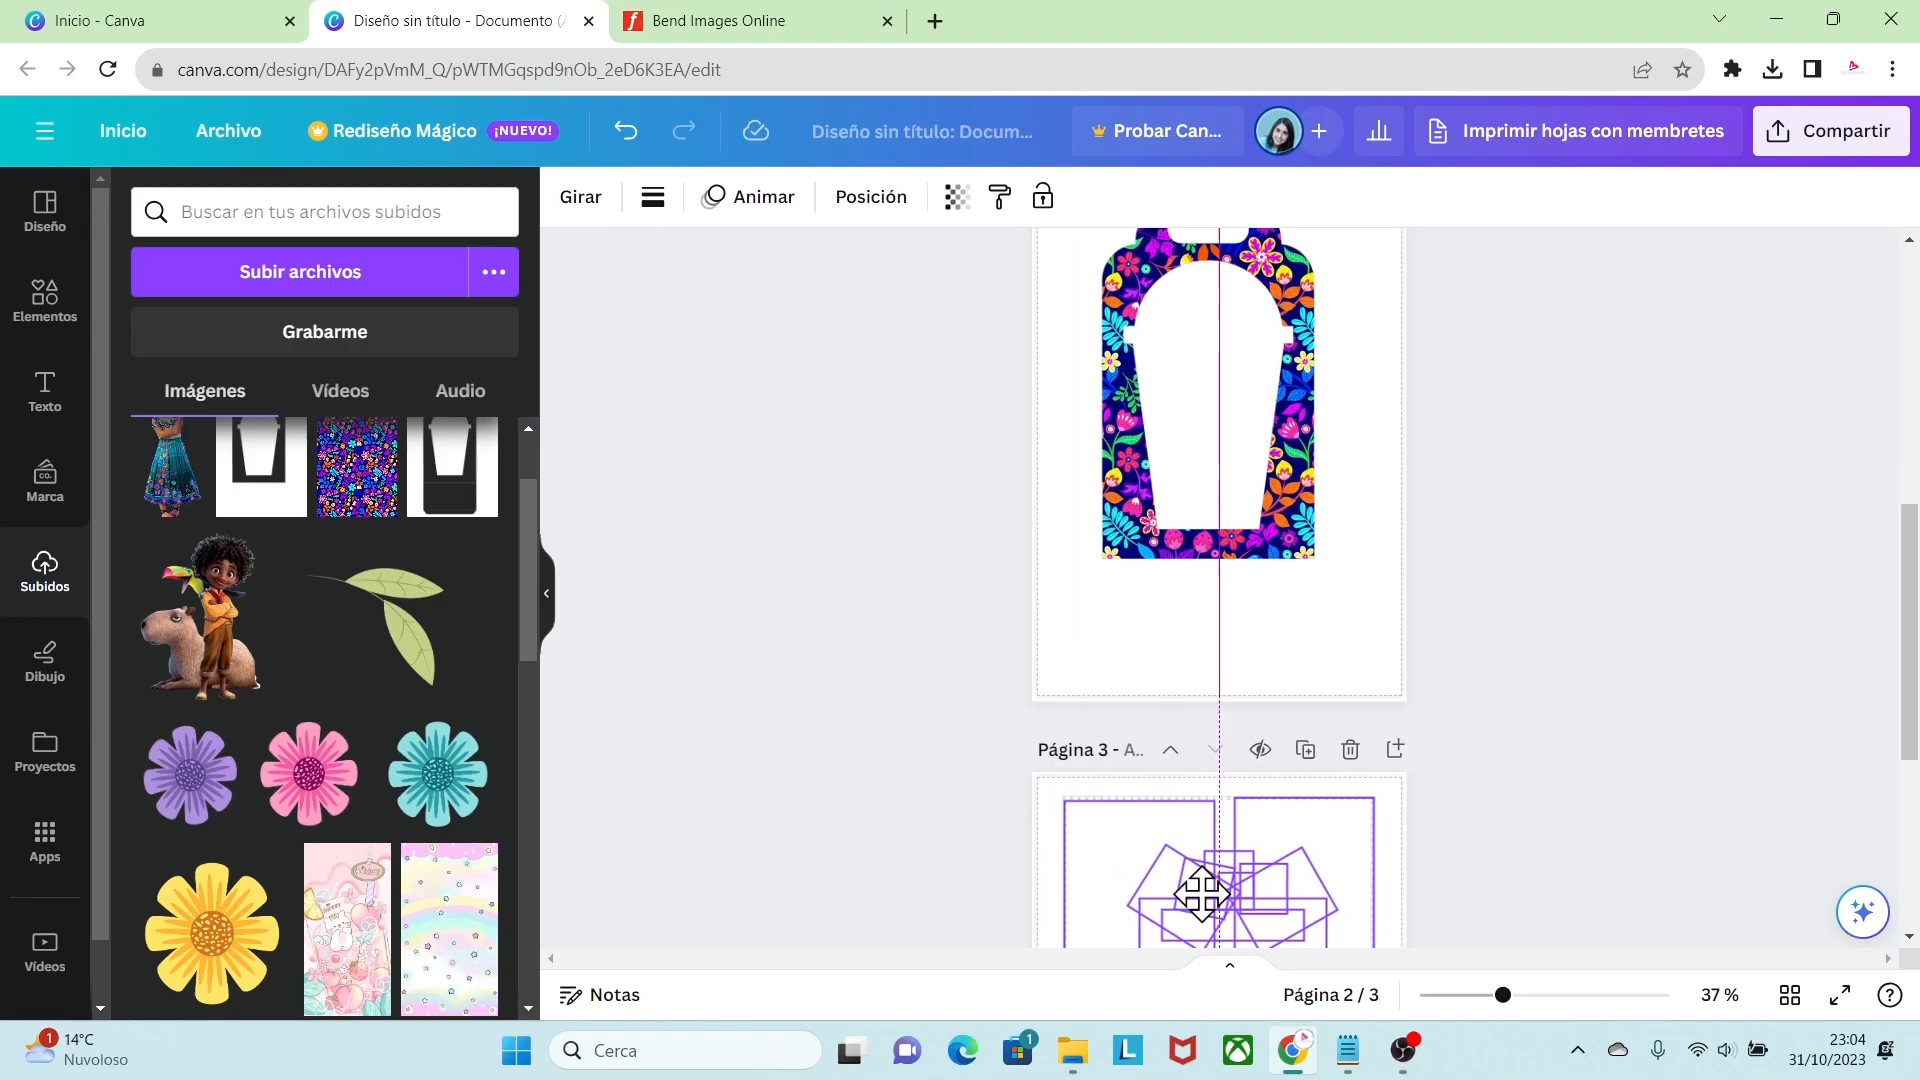 Inicio - Canva
Diseño sin título - Documento (A
Bend Images Online
canva.com/design/DAFy2pVmM_Q/pWTMGqspd9nOb_2eD6K3EA/edit
Inicio
Archivo
Rediseño Mágico
¡NUEVO!
Diseño sin título: Docum...
Probar Can...
Imprimir hojas con membretes
Compartir
Diseño
Elementos
Texto
Marca
Subidos
Dibujo
Proyectos
Apps
Vídeos
Buscar en tus archivos subidos
Subir archivos
Grabarme
Imágenes
Vídeos
Audio
Girar
Animar
Posición
Página 3 - A..
Notas
Página 2 / 3
37 %
1
14°C
Nuvoloso
Cerca
1
23:04
31/10/2023